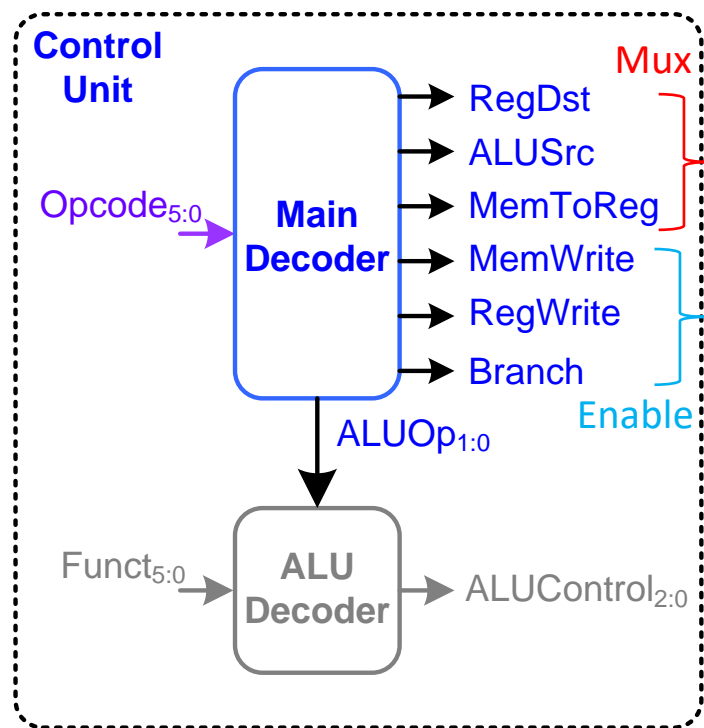 Control
Unit
Mux
RegDst
ALUSrc
Opcode5:0
Main
Decoder
MemToReg
MemWrite
RegWrite
Branch
Enable
ALUOp1:0
Funct5:0
ALU
Decoder
ALUControl2:0